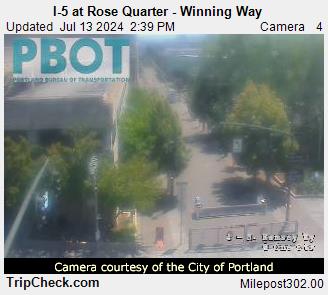 I-5 at Rose Quarter - Winning Way
Updated Jul 13 2024 2:39 PM Camera 4
PBOT
PORTLAND BUREAU OF TRANSPORTATION
Camera courtesy of the City of Portland
TripCheck.com Milepost302.00